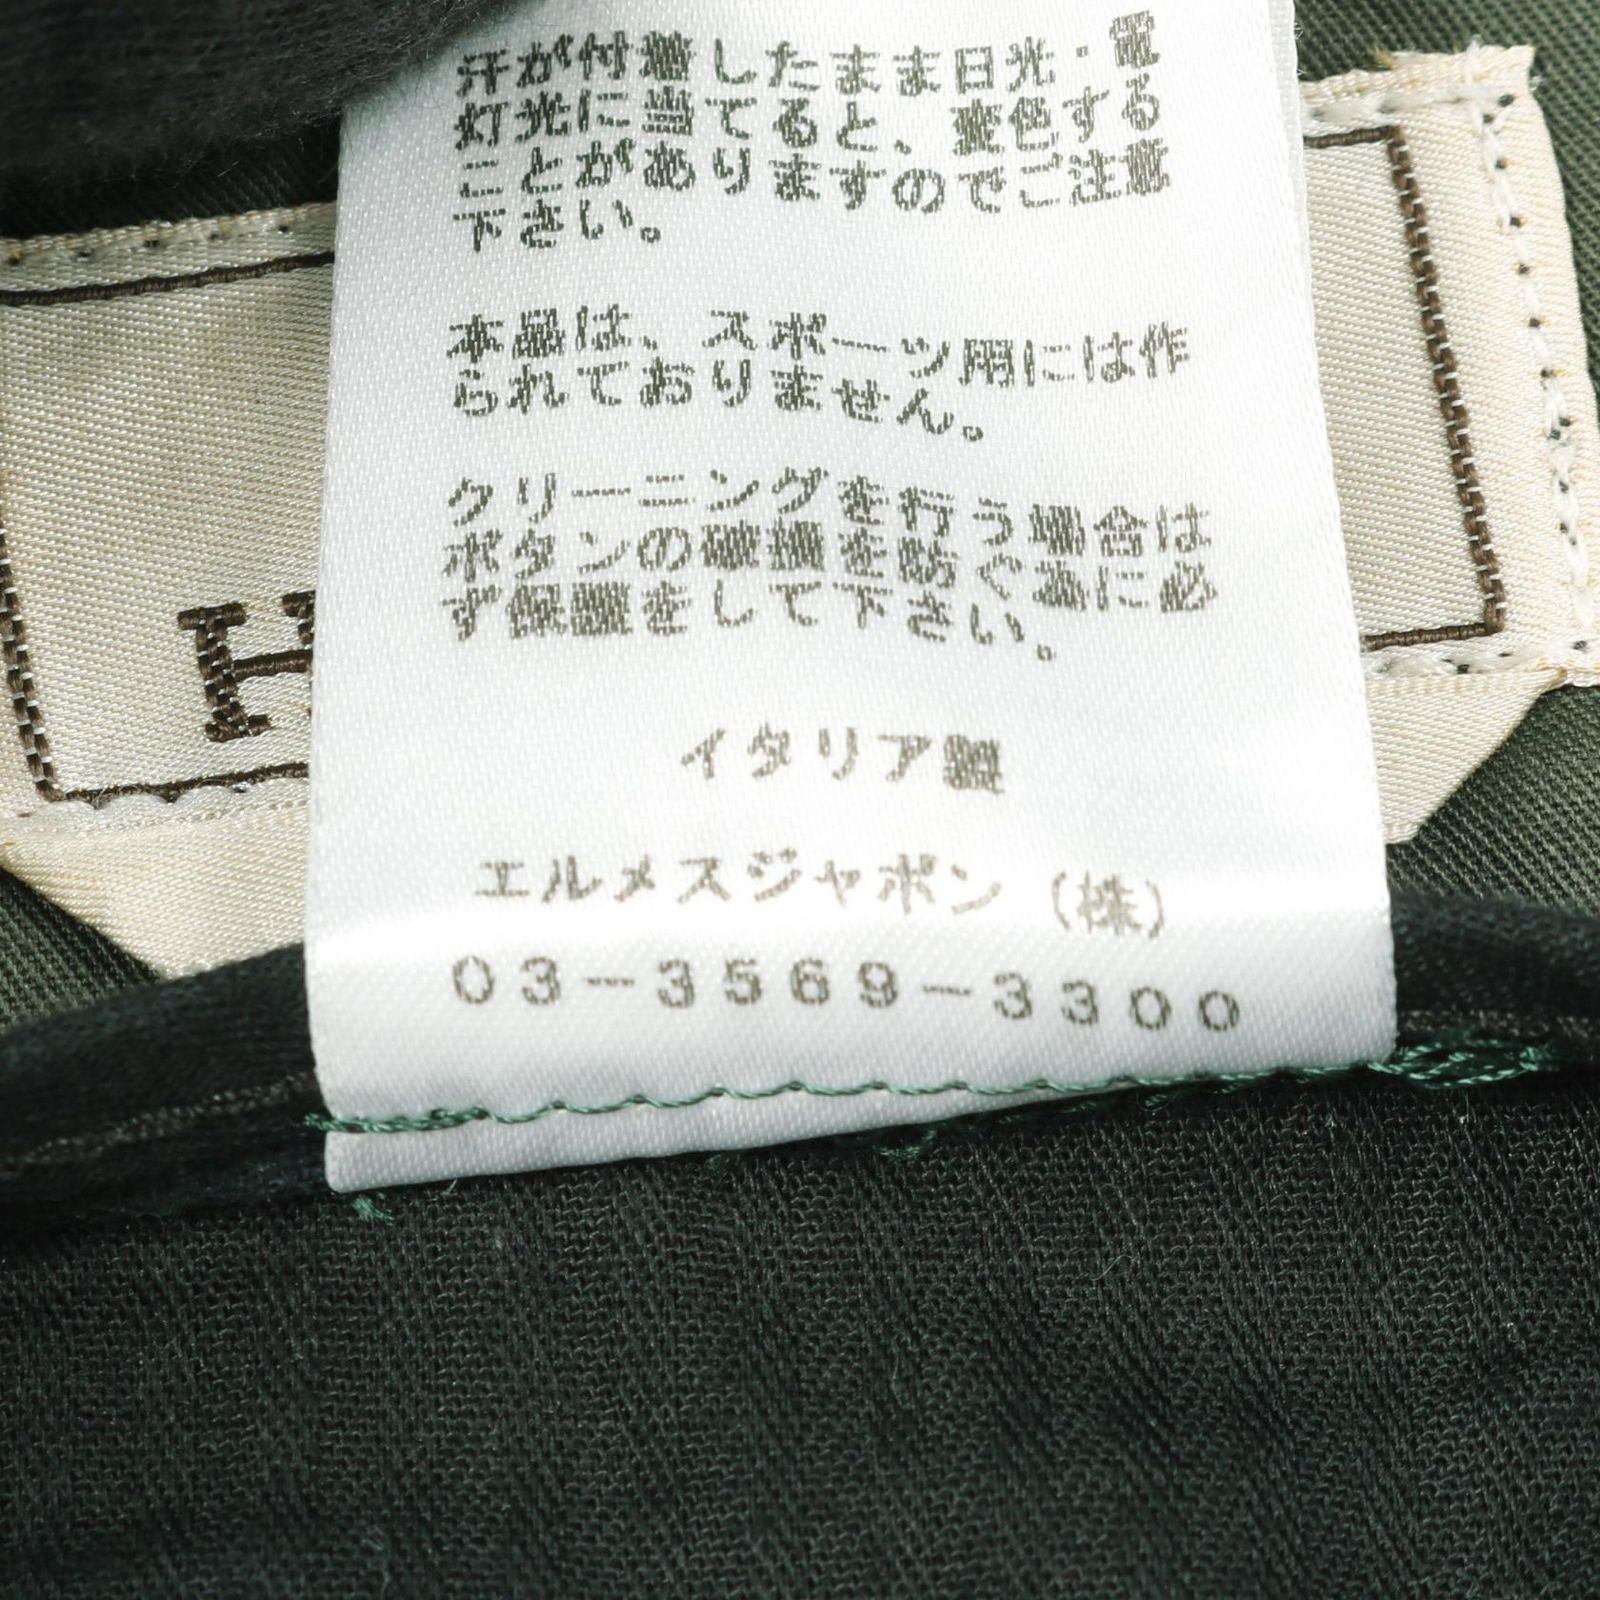 汗が付着したまま日光・電
灯光に当てると、変色する
ことがありますのでご注意
下さい。
本品は、スポーツ用には作
られておりません。
クリーニングを行う場合は
ボタンの破損を防ぐ為に必
ず保護をして下さい。
H
イタリア製
エルメスジャポン（株）
03-3569-3300